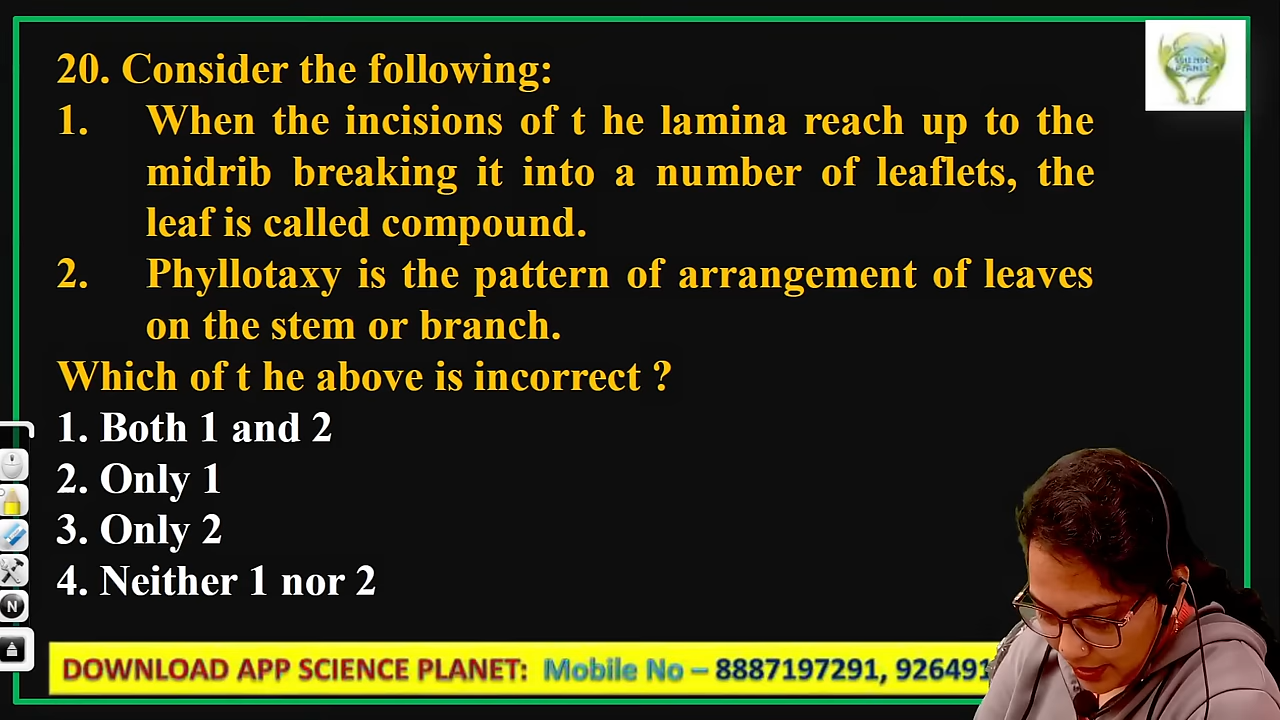 20. Consider the following:
1. When the incisions of t he lamina reach up to the
midrib breaking it into a number of leaflets, the
leaf is called compound.
2. Phyllotaxy is the pattern of arrangement of leaves
on the stem or branch.
Which of t he above is incorrect ?
1. Both 1 and 2
2. Only 1
3. Only 2
4. Neither 1 nor 2
SCIENCE
PLANET
N
DOWNLOAD APP SCIENCE PLANET: Mobile No – 8887197291, 926491